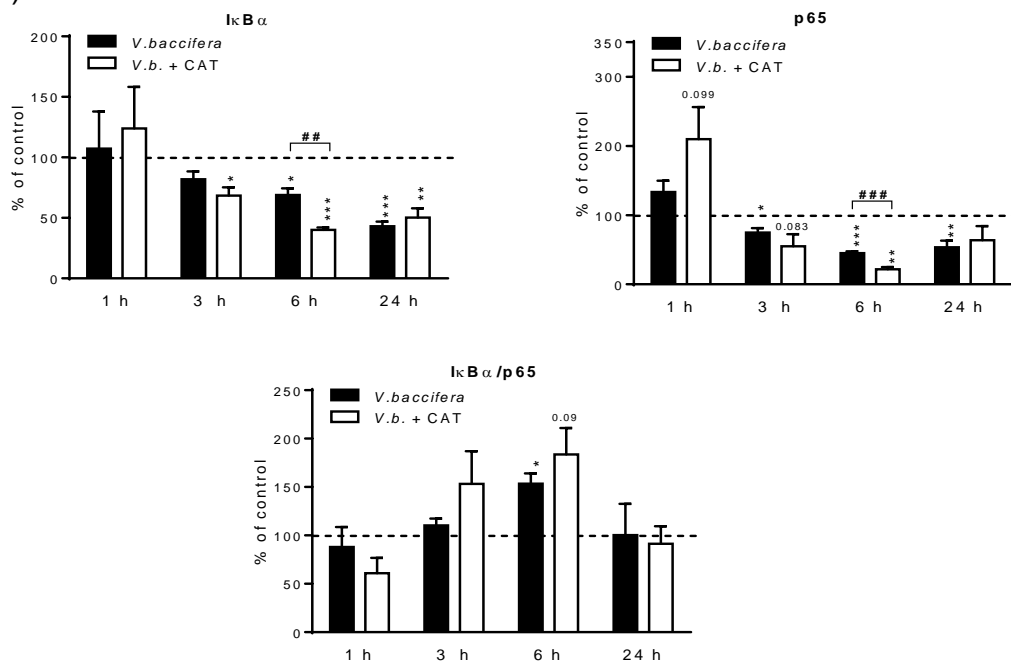 )
IκBα
200
150
100
50
0
% of control
V.baccifera
V.b. + CAT
##
*
*
***
***
**
1 h
3 h
6 h
24 h
p65
350
300
200
100
0
% of control
V.baccifera
V.b. + CAT
0.099
*
0.083
###
***
**
**
1 h
3 h
6 h
24 h
IκBα/p65
250
200
150
100
50
0
% of control
V.baccifera
V.b. + CAT
*
0.09
1 h
3 h
6 h
24 h